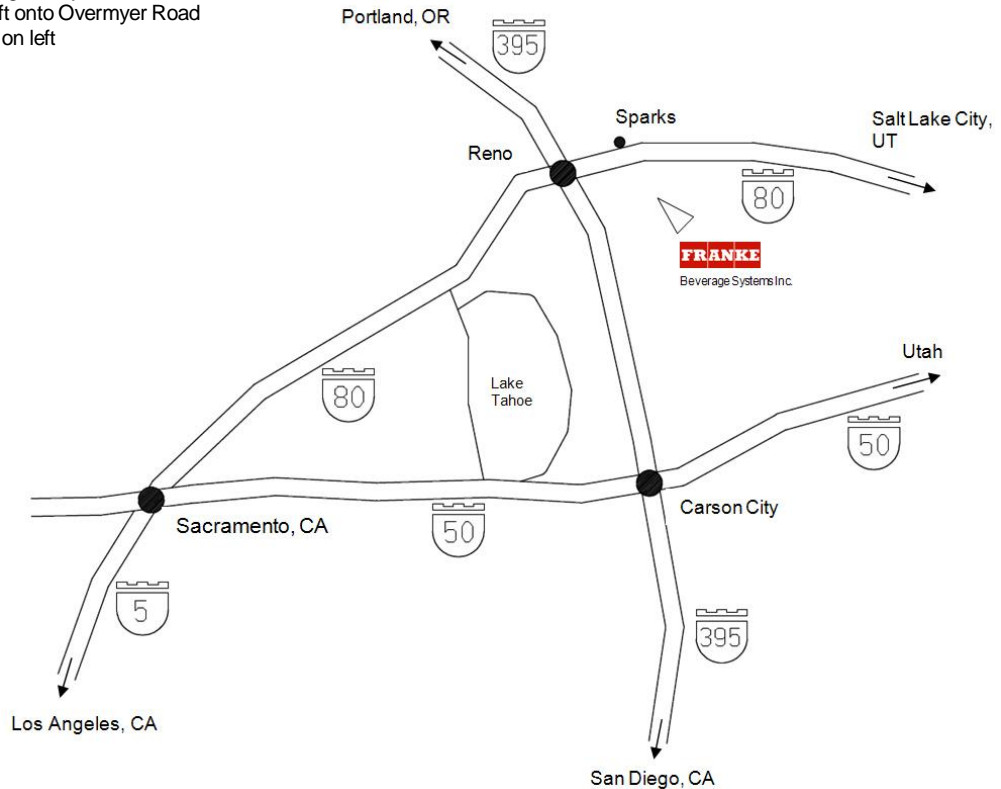 ft onto Overmyer Road
on left
Portland, OR
395
Sparks
Salt Lake City,
UT
Reno
80
FRANKE
Beverage Systems Inc.
Utah
80
Lake
Tahoe
50
Carson City
Sacramento, CA
50
5
395
Los Angeles, CA
San Diego, CA